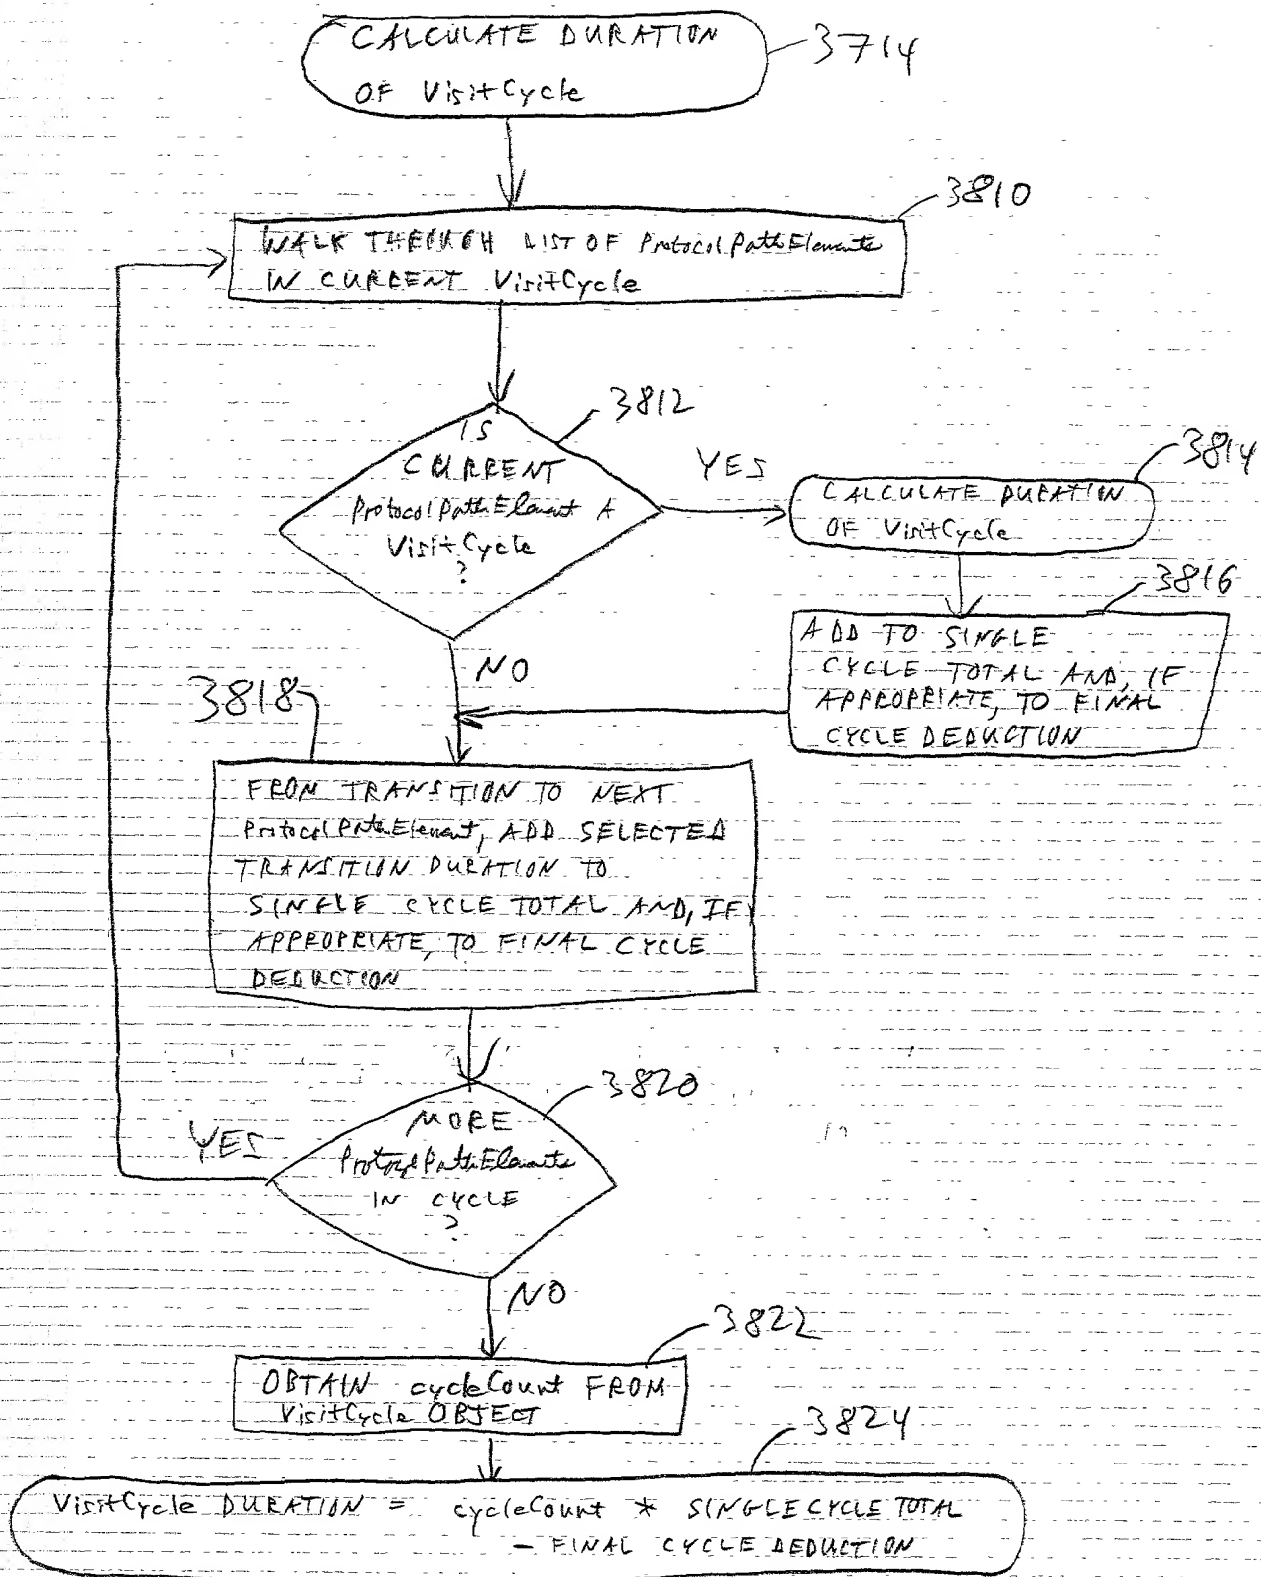 CALCULATE DURATION
OF VisitCycle
3714
3810
WALK THROUGH LIST OF ProtocolPathElements
IN CURRENT VisitCycle
3812
IS
CURRENT
ProtocolPathElement A
VisitCycle
?
YES
3814
CALCULATE DURATION
OF VisitCycle
3816
ADD TO SINGLE
CYCLE TOTAL AND, IF
APPROPRIATE, TO FINAL
CYCLE DEDUCTION
NO
3818
FROM TRANSITION TO NEXT
ProtocolPathElement, ADD SELECTED
TRANSITION DURATION TO
SINGLE CYCLE TOTAL AND, IF
APPROPRIATE, TO FINAL CYCLE
DEDUCTION
3820
MORE
ProtocolPathElements
IN CYCLE
?
YES
NO
3822
OBTAIN cycleCount FROM
VisitCycle OBJECT
3824
VisitCycle DURATION = cycleCount * SINGLE CYCLE TOTAL
- FINAL CYCLE DEDUCTION